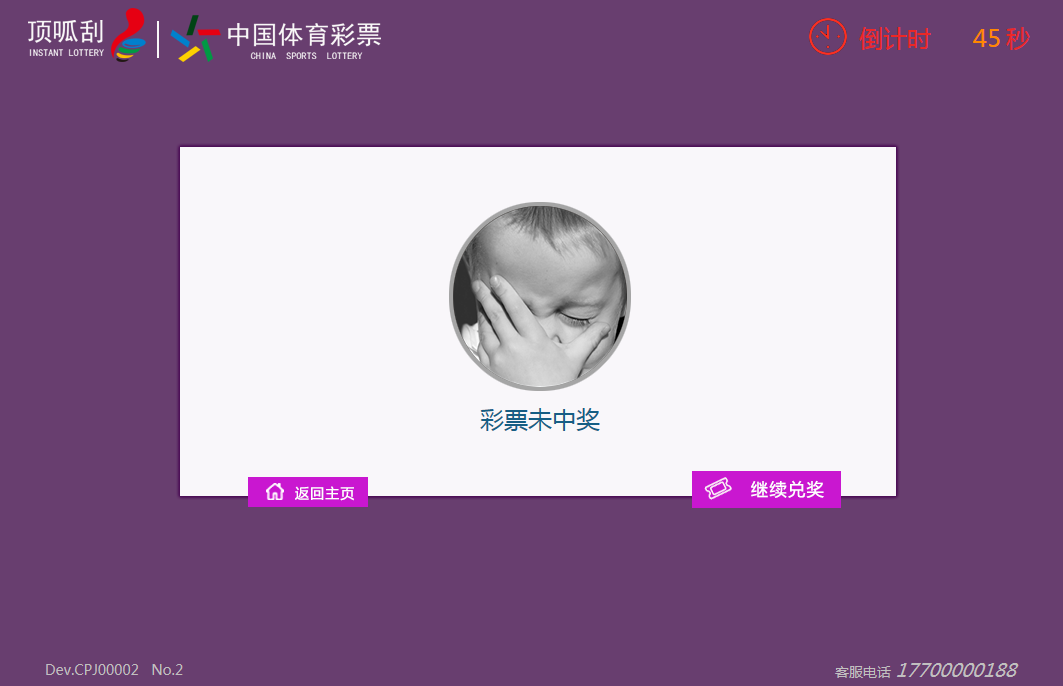 顶呱刮
INSTANT LOTTERY
中国体育彩票
CHINA SPORTS LOTTERY
倒计时 45 秒
彩票未中奖
返回主页
继续兑奖
Dev.CPJ00002 No.2
客服电话 17700000188